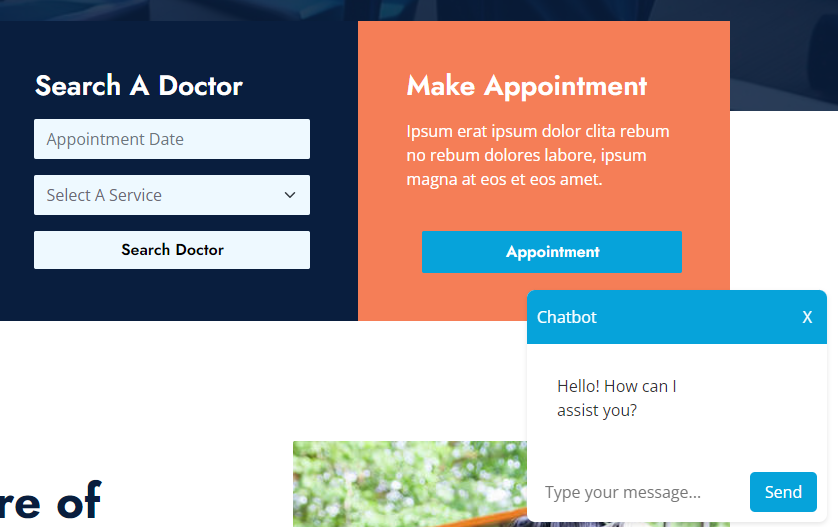 Search A Doctor
Appointment Date
Select A Service
Search Doctor
Make Appointment
Ipsum erat ipsum dolor clita rebum
no rebum dolores labore, ipsum
magna at eos et eos amet.
Appointment
Chatbot X
Hello! How can I
assist you?
Type your message...
Send
re of